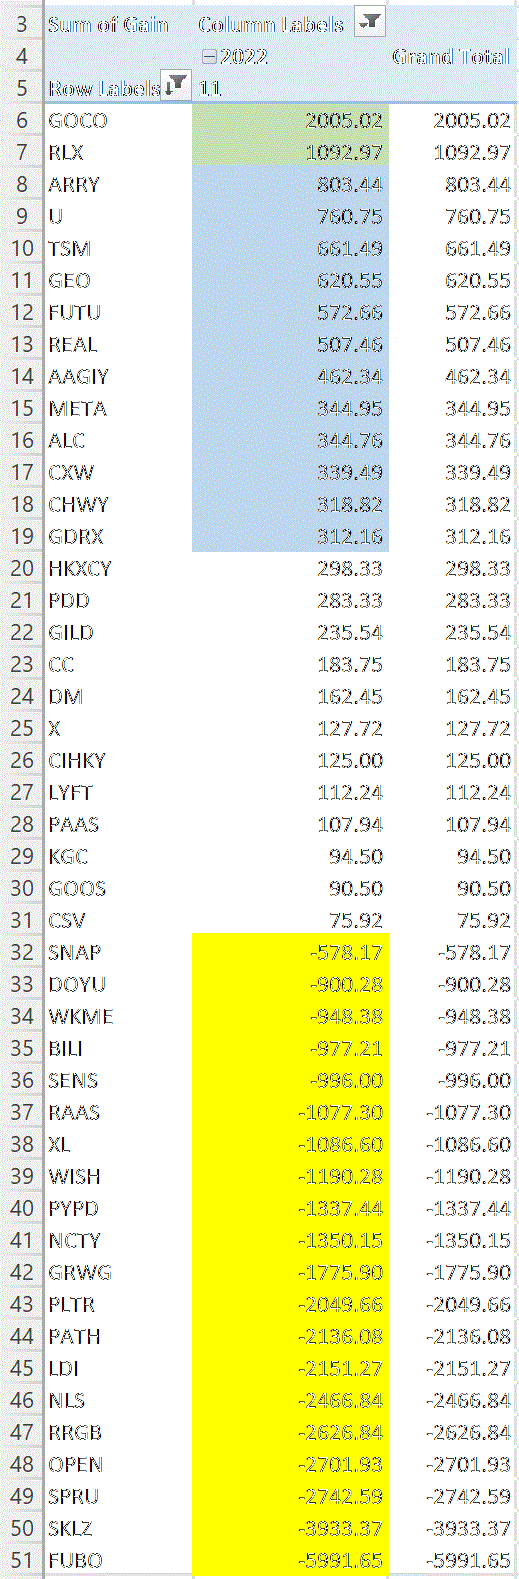 3 Sum of Gain Column Labels
4 2022 Grand Total
5 Row Labels 11
6 GOCO 2005.02 2005.02
7 RLX 1092.97 1092.97
8 ARRY 803.44 803.44
9 U 760.75 760.75
10 TSM 661.49 661.49
11 GEO 620.55 620.55
12 FUTU 572.66 572.66
13 REAL 507.46 507.46
14 AAGIY 462.34 462.34
15 META 344.95 344.95
16 ALC 344.76 344.76
17 CXW 339.49 339.49
18 CHWY 318.82 318.82
19 GDRX 312.16 312.16
20 HKXCY 298.33 298.33
21 PDD 283.33 283.33
22 GILD 235.54 235.54
23 CC 183.75 183.75
24 DM 162.45 162.45
25 X 127.72 127.72
26 CIHKY 125.00 125.00
27 LYFT 112.24 112.24
28 PAAS 107.94 107.94
29 KGC 94.50 94.50
30 GOOS 90.50 90.50
31 CSV 75.92 75.92
32 SNAP -578.17 -578.17
33 DOYU -900.28 -900.28
34 WKME -948.38 -948.38
35 BILI -977.21 -977.21
36 SENS -996.00 -996.00
37 RAAS -1077.30 -1077.30
38 XL -1086.60 -1086.60
39 WISH -1190.28 -1190.28
40 PYPD -1337.44 -1337.44
41 NCTY -1350.15 -1350.15
42 GRWG -1775.90 -1775.90
43 PLTR -2049.66 -2049.66
44 PATH -2136.08 -2136.08
45 LDI -2151.27 -2151.27
46 NLS -2466.84 -2466.84
47 RRGB -2626.84 -2626.84
48 OPEN -2701.93 -2701.93
49 SPRU -2742.59 -2742.59
50 SKLZ -3933.37 -3933.37
51 FUBO -5991.65 -5991.65